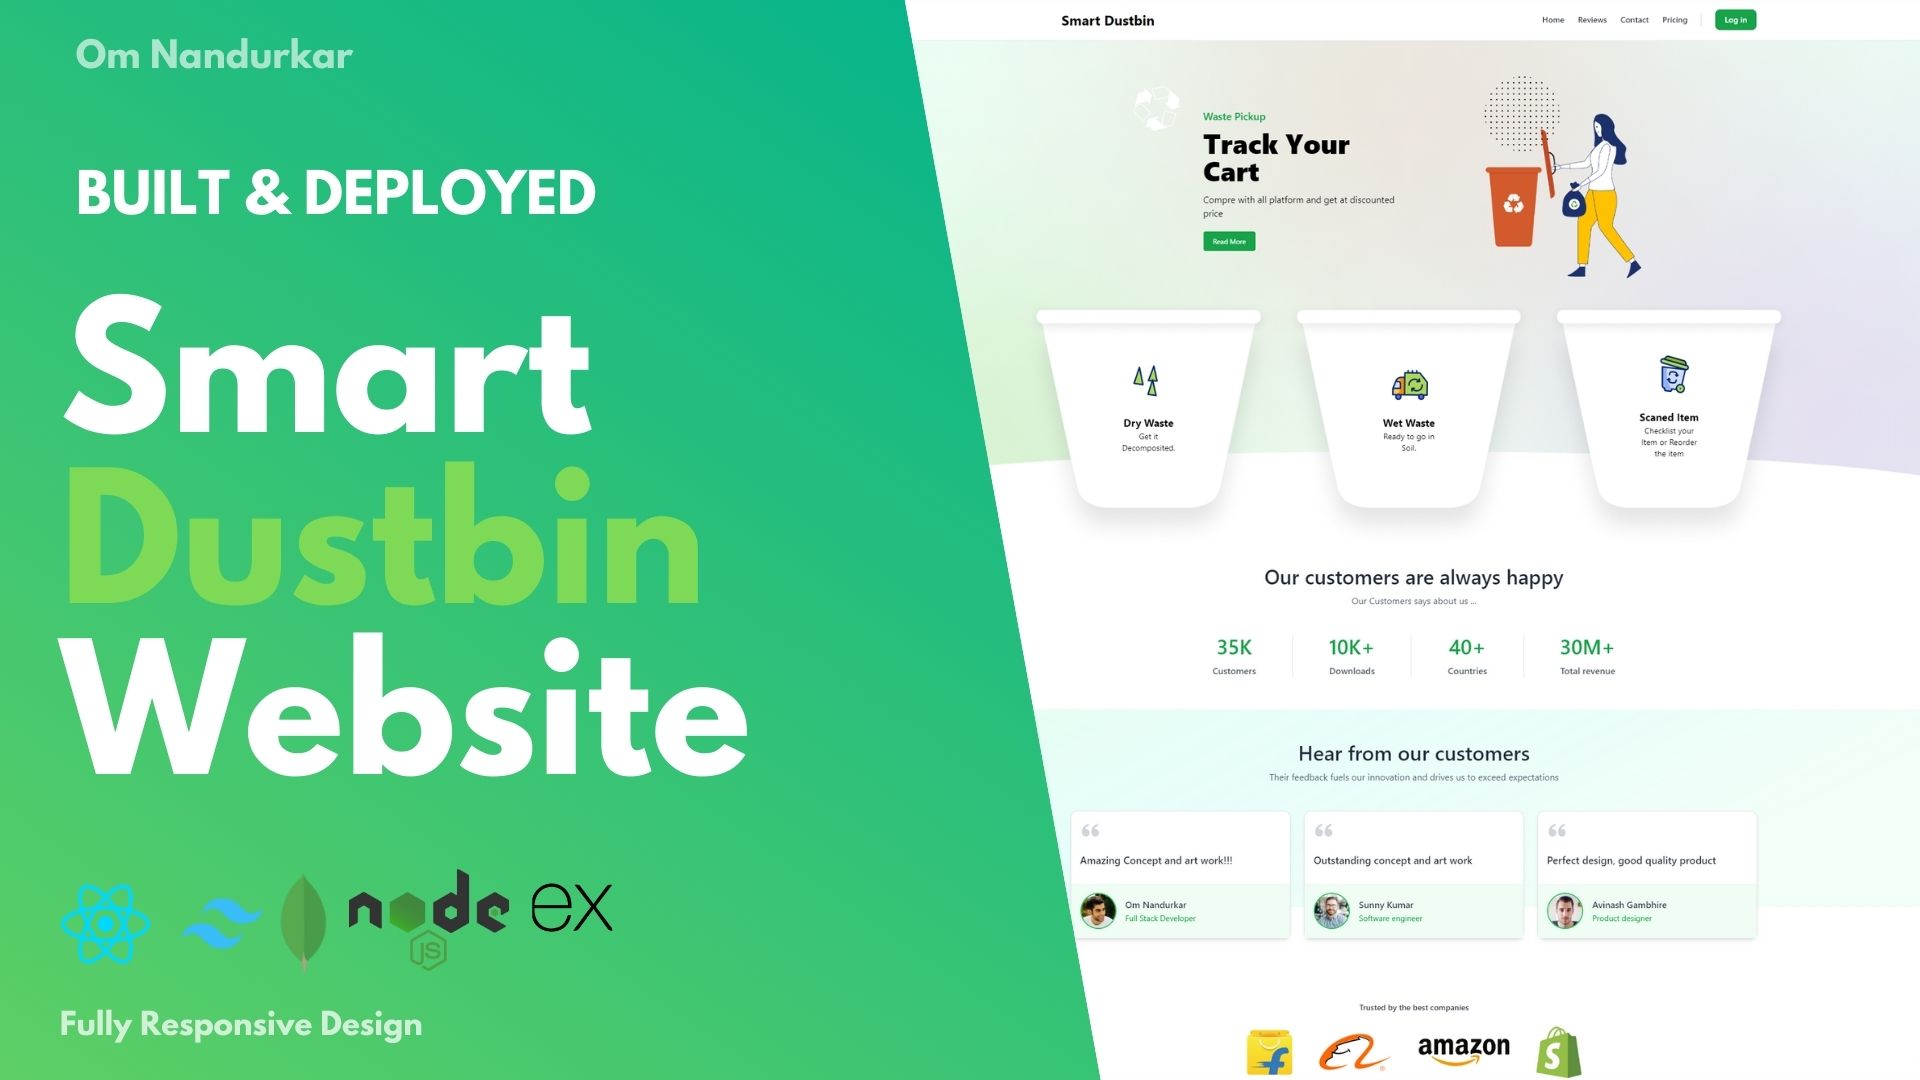 Om Nandurkar
BUILT & DEPLOYED
Smart
Dustbin
Website
node
JS
ex
Fully Responsive Design
Smart Dustbin
Home Reviews Contact Pricing Log in
Waste Pickup
Track Your
Cart
Compre with all platform and get at discounted
price
Read More
Dry Waste
Get it
Decomposited.
Wet Waste
Ready to go in
Soil.
Scaned Item
Checklist your
Item or Reorder
the item
Our customers are always happy
Our Customers says about us ...
35K
Customers
10K+
Downloads
40+
Countries
30M+
Total revenue
Hear from our customers
Their feedback fuels our innovation and drives us to exceed expectations
“
Amazing Concept and art work!!!
Om Nandurkar
Full Stack Developer
“
Outstanding concept and art work
Sunny Kumar
Software engineer
“
Perfect design, good quality product
Avinash Gambhire
Product designer
Trusted by the best companies
f
amazon
S